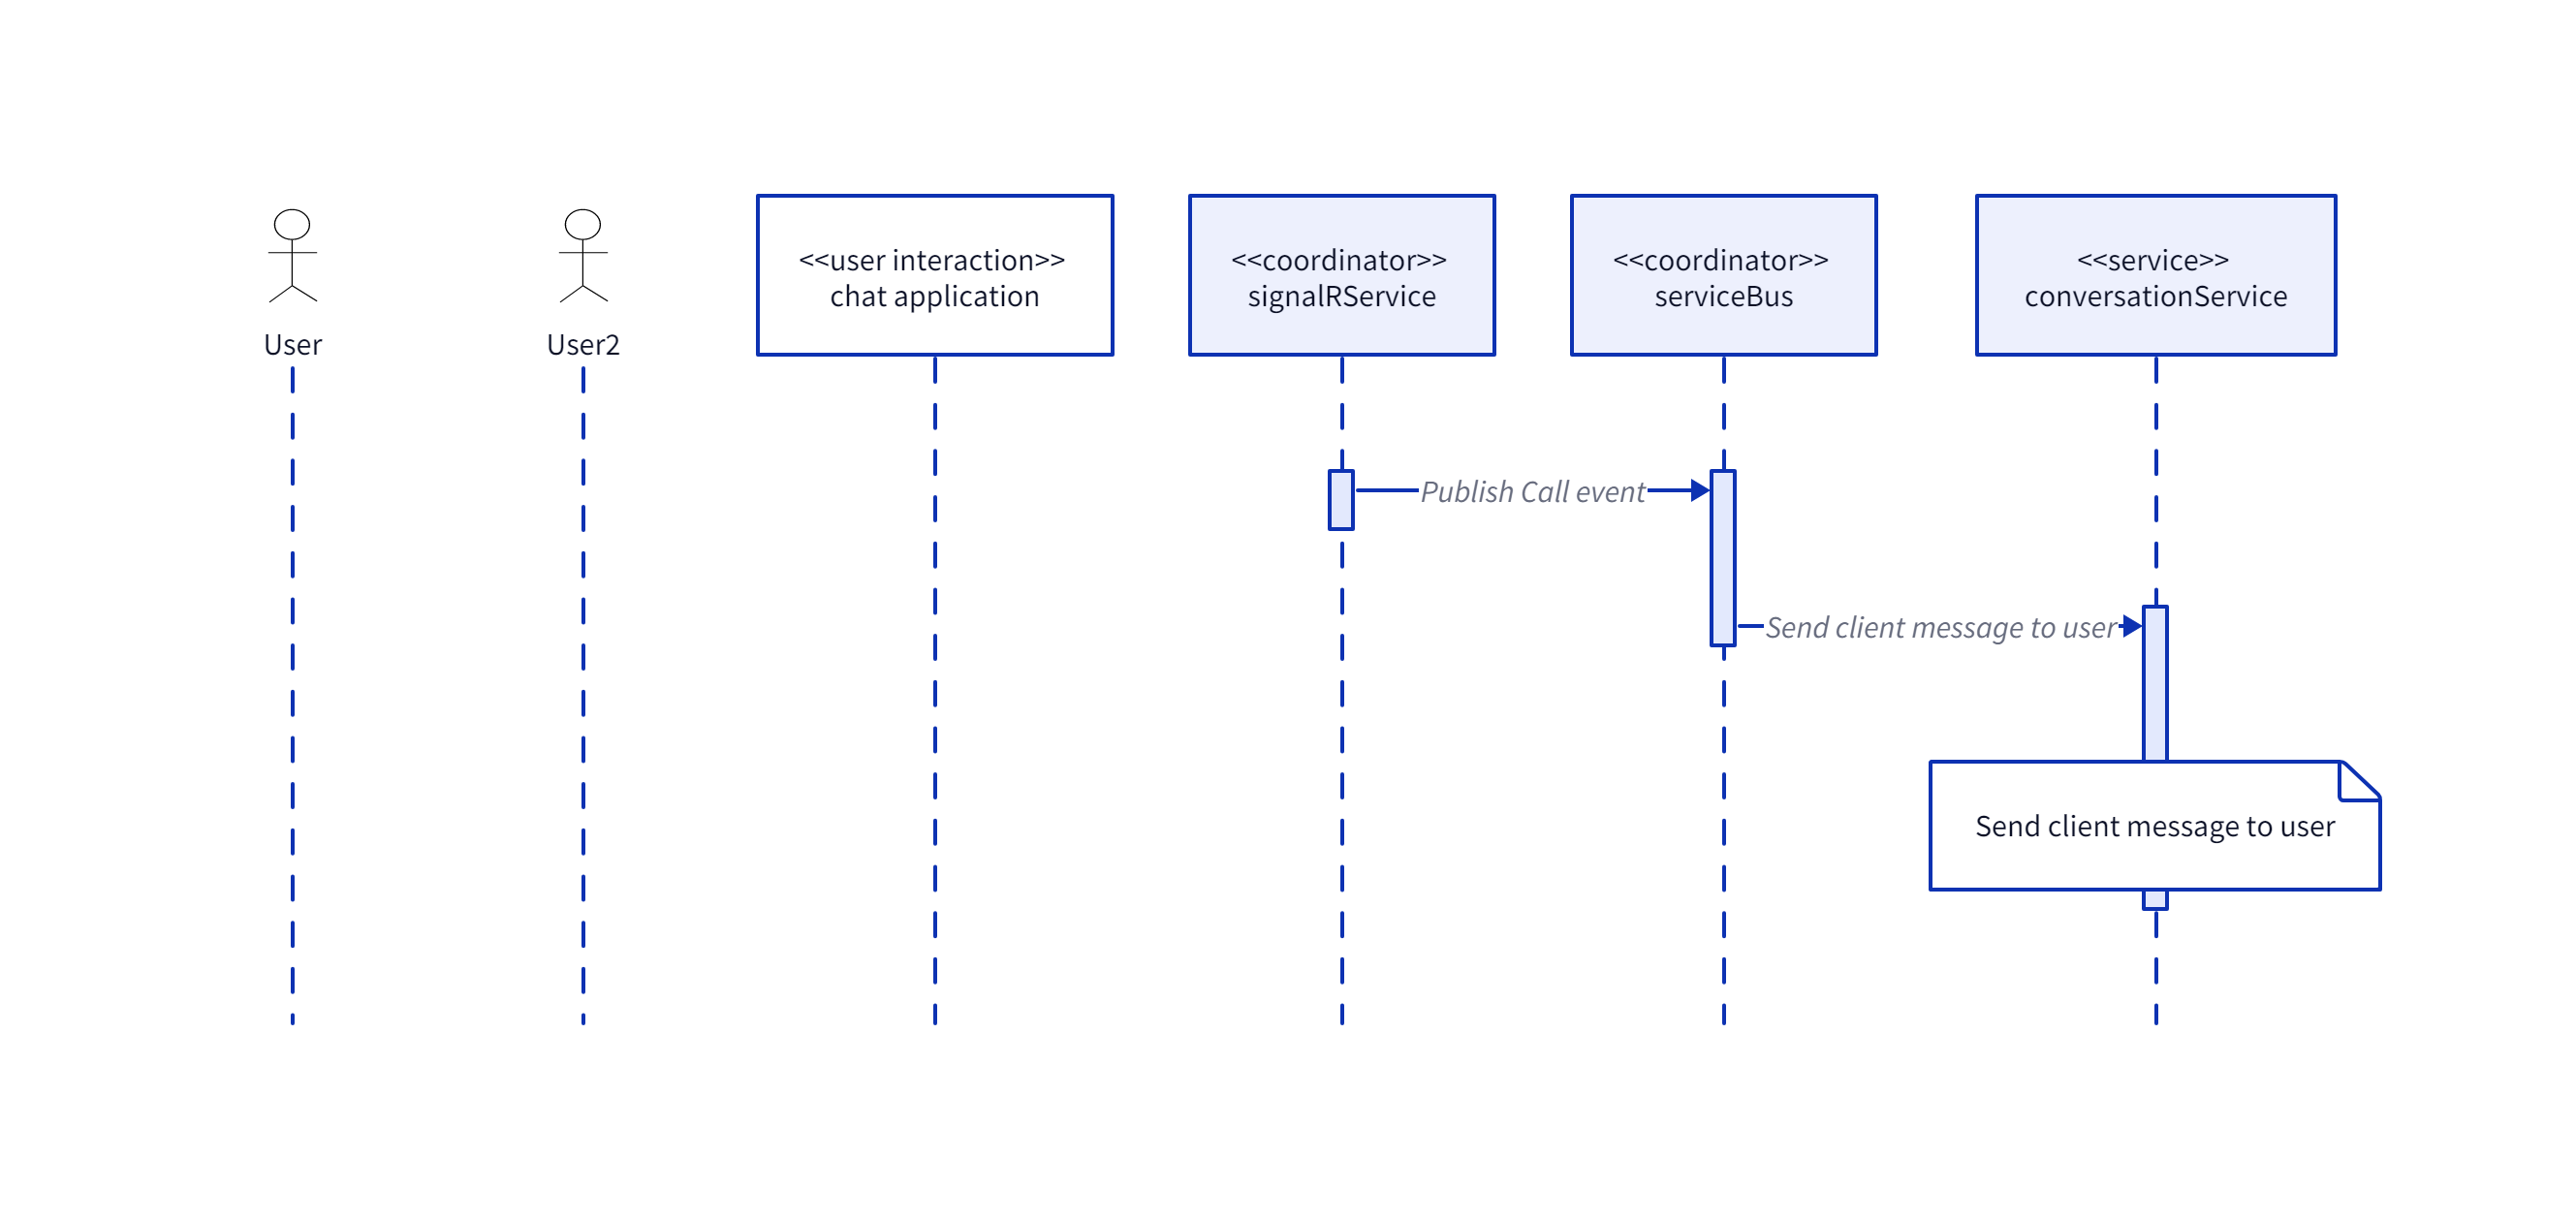 User
User2
<<user interaction>>
chat application
<<coordinator>>
signalRService
<<coordinator>>
serviceBus
<<service>>
conversationService
Publish Call event
Send client message to user
Send client message to user